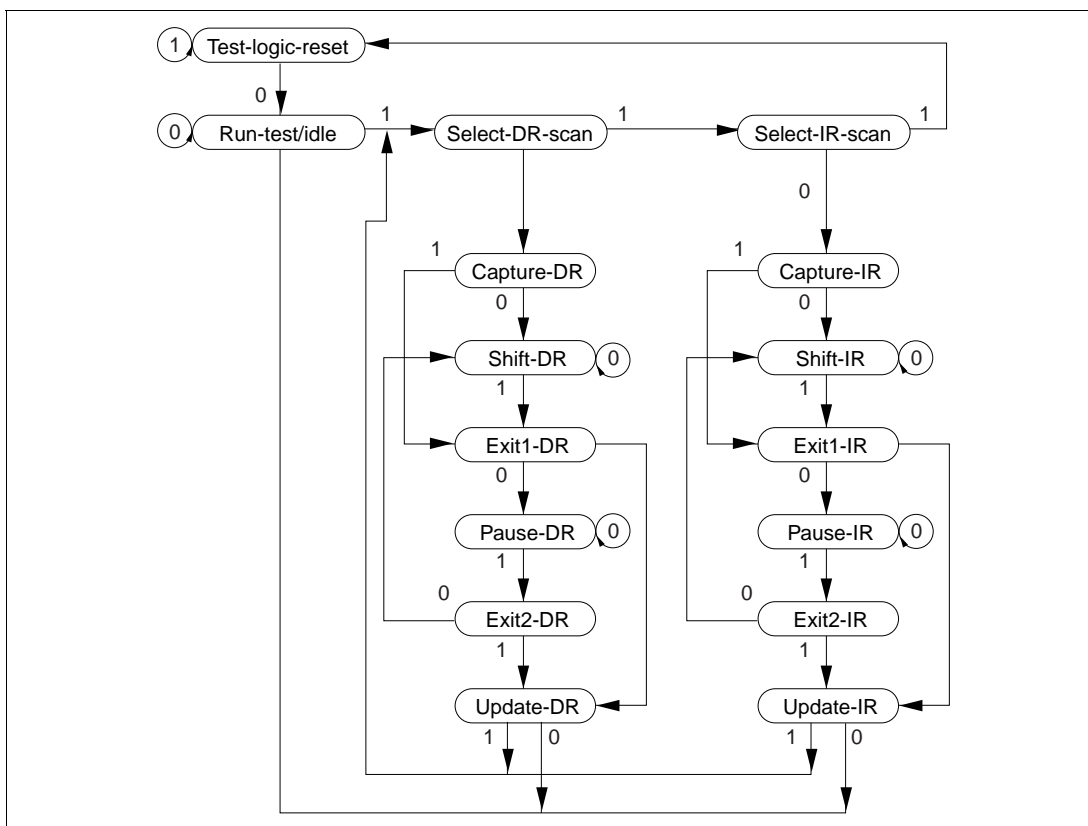 1 Test-logic-reset
0
0 Run-test/idle 1 Select-DR-scan 1 Select-IR-scan 1
0
1 Capture-DR 1 Capture-IR
0 0
Shift-DR 0 Shift-IR 0
1 1
Exit1-DR Exit1-IR
0 0
Pause-DR 0 Pause-IR 0
1 1
0 0
Exit2-DR Exit2-IR
1 1
Update-DR Update-IR
1 0 1 0